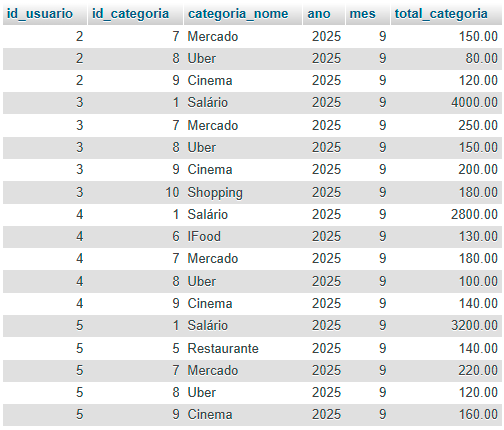 id_usuario id_categoria categoria_nome ano mes total_categoria
2 7 Mercado 2025 9 150.00
2 8 Uber 2025 9 80.00
2 9 Cinema 2025 9 120.00
3 1 Salário 2025 9 4000.00
3 7 Mercado 2025 9 250.00
3 8 Uber 2025 9 150.00
3 9 Cinema 2025 9 200.00
3 10 Shopping 2025 9 180.00
4 1 Salário 2025 9 2800.00
4 6 IFood 2025 9 130.00
4 7 Mercado 2025 9 180.00
4 8 Uber 2025 9 100.00
4 9 Cinema 2025 9 140.00
5 1 Salário 2025 9 3200.00
5 5 Restaurante 2025 9 140.00
5 7 Mercado 2025 9 220.00
5 8 Uber 2025 9 120.00
5 9 Cinema 2025 9 160.00